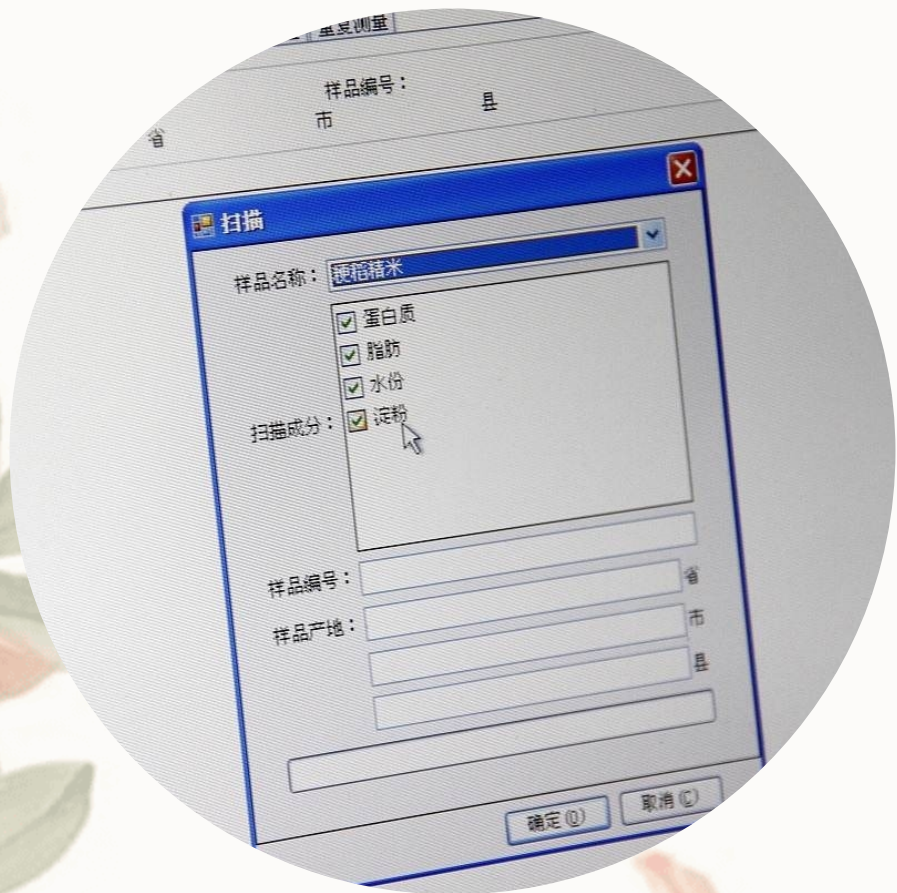 重复测量
样品编号：
省 市 县
扫描
样品名称： 粳稻精米
蛋白质
脂肪
水份
扫描成分： 淀粉
样品编号：
省
样品产地：
市
县
确定(O) 取消(C)